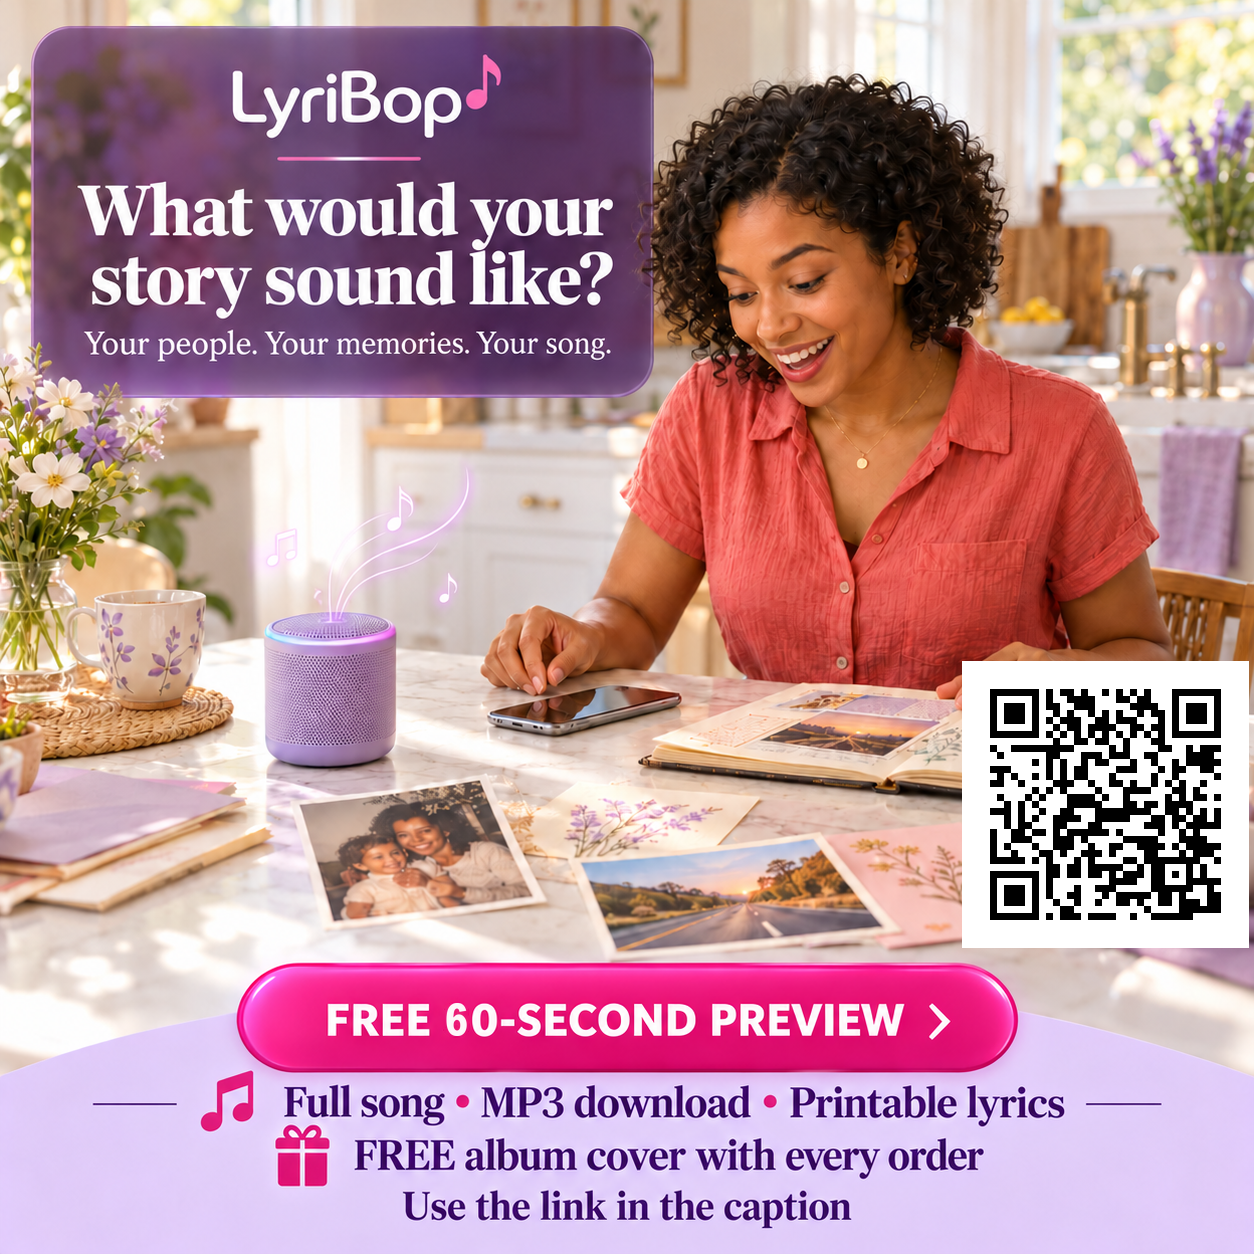 LyriBop
What would your
story sound like?
Your people. Your memories. Your song.
FREE 60-SECOND PREVIEW
Full song • MP3 download • Printable lyrics
FREE album cover with every order
Use the link in the caption